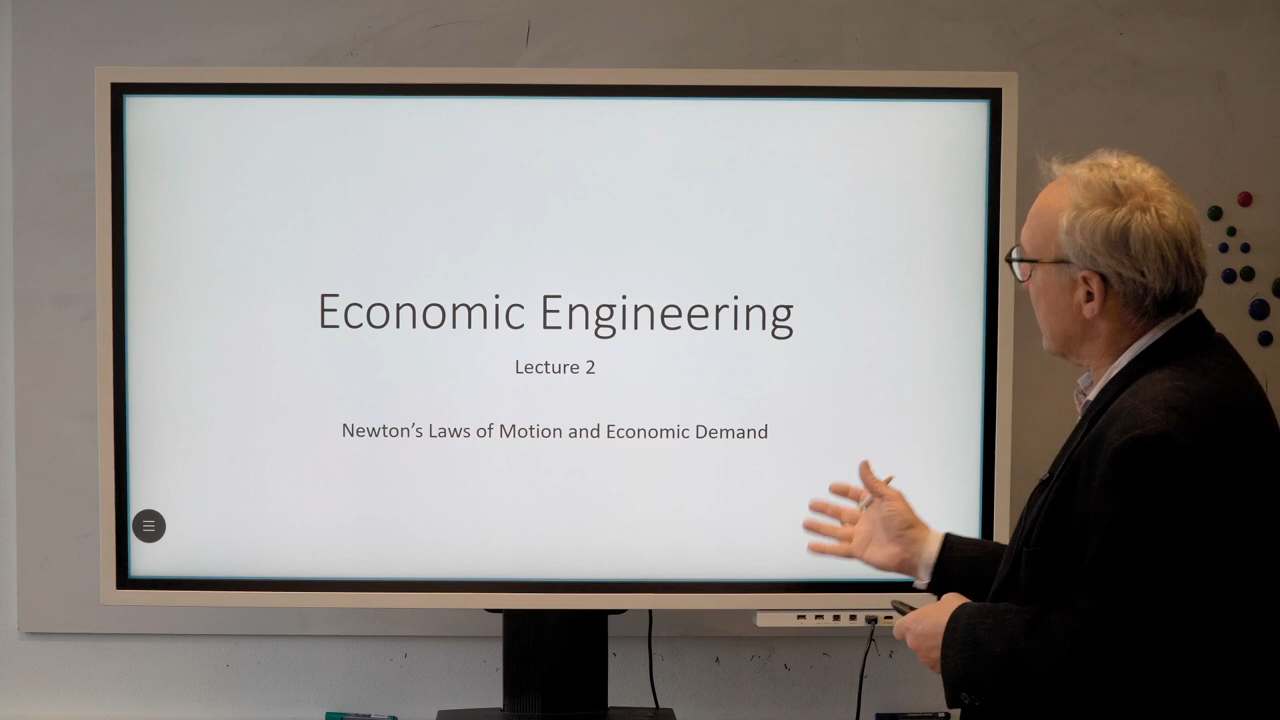 Economic Engineering
Lecture 2
Newton’s Laws of Motion and Economic Demand